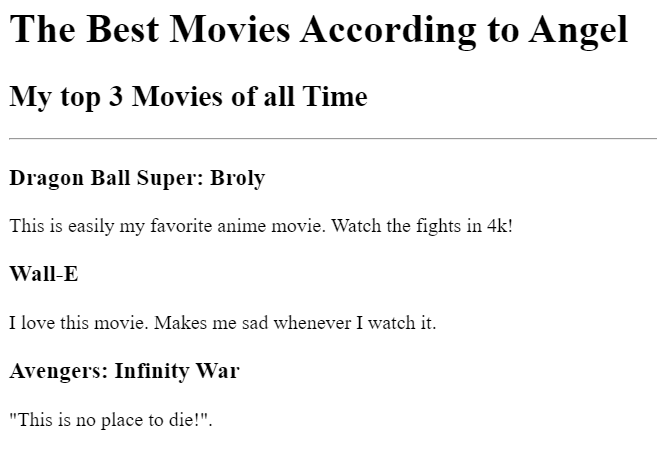 The Best Movies According to Angel
My top 3 Movies of all Time
Dragon Ball Super: Broly
This is easily my favorite anime movie. Watch the fights in 4k!
Wall-E
I love this movie. Makes me sad whenever I watch it.
Avengers: Infinity War
"This is no place to die!".